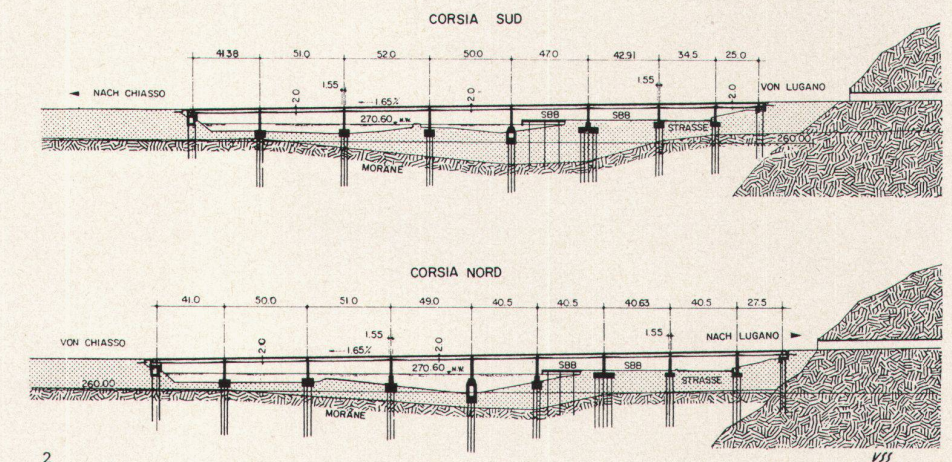 CORSIA SUD
41.38 51.0 52.0 50.0 47.0 42.91 34.5 25.0
NACH CHIASSO 1.55 2.0 1.65% 2.0 1.55 2.0 VON LUGANO
270.60 H.W. SBB SBB STRASSE 260.00
MORÄNE
CORSIA NORD
41.0 50.0 51.0 49.0 40.5 40.5 40.63 40.5 27.5
VON CHIASSO 2.0 1.65% 1.55 2.0 1.55 NACH LUGANO
260.00 270.60 H.W. SBB SBB STRASSE
MORÄNE
2